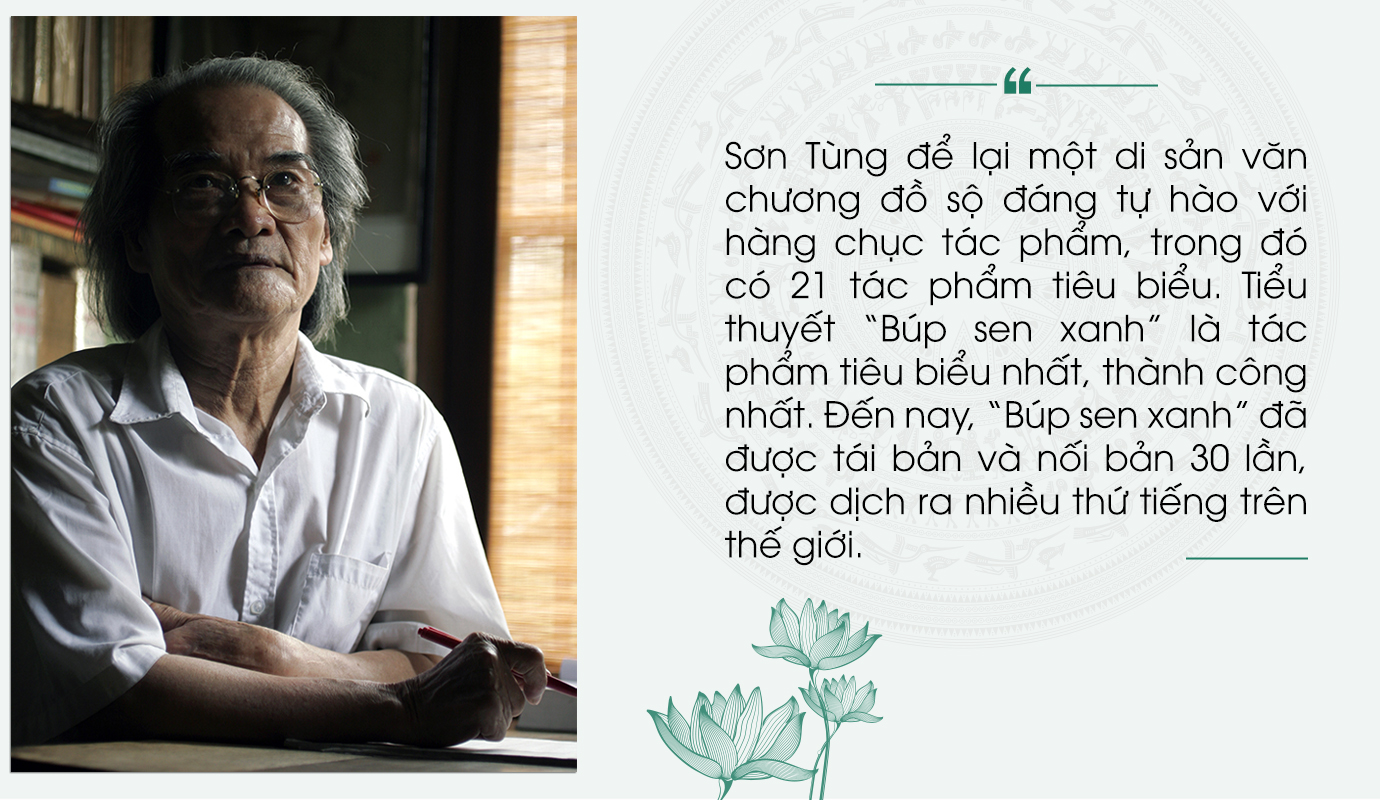 Sơn Tùng để lại một di sản văn
chương đồ sộ đáng tự hào với
hàng chục tác phẩm, trong đó
có 21 tác phẩm tiêu biểu. Tiểu
thuyết “Búp sen xanh” là tác
phẩm tiêu biểu nhất, thành công
nhất. Đến nay, “Búp sen xanh” đã
được tái bản và nối bản 30 lần,
được dịch ra nhiều thứ tiếng trên
thế giới.